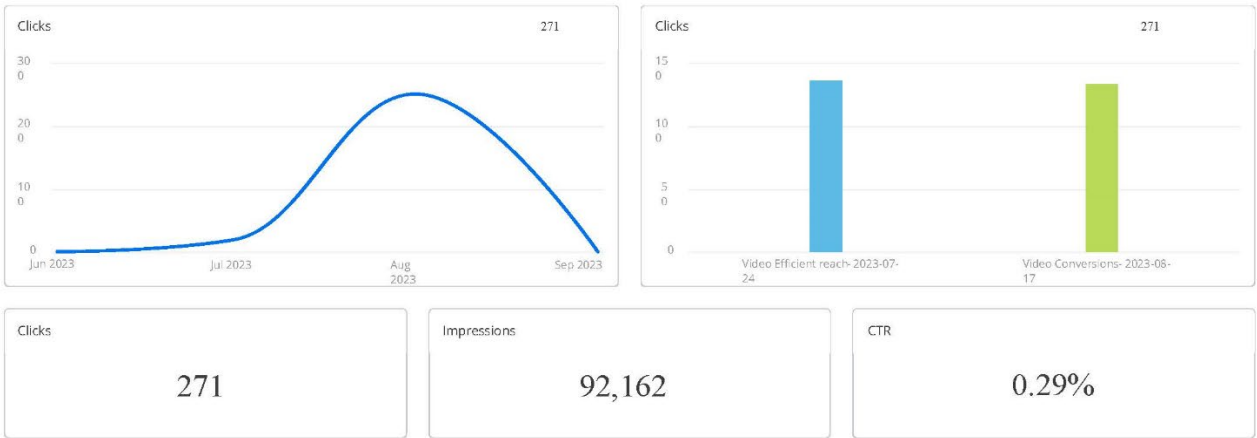 Clicks 271
30
0
20
0
10
0
0
Jun 2023 Jul 2023 Aug Sep 2023
2023
Clicks 271
15
0
10
0
5
0
0
Video Efficient reach- 2023-07- Video Conversions- 2023-08-
24 17
Clicks
271
Impressions
92,162
CTR
0.29%